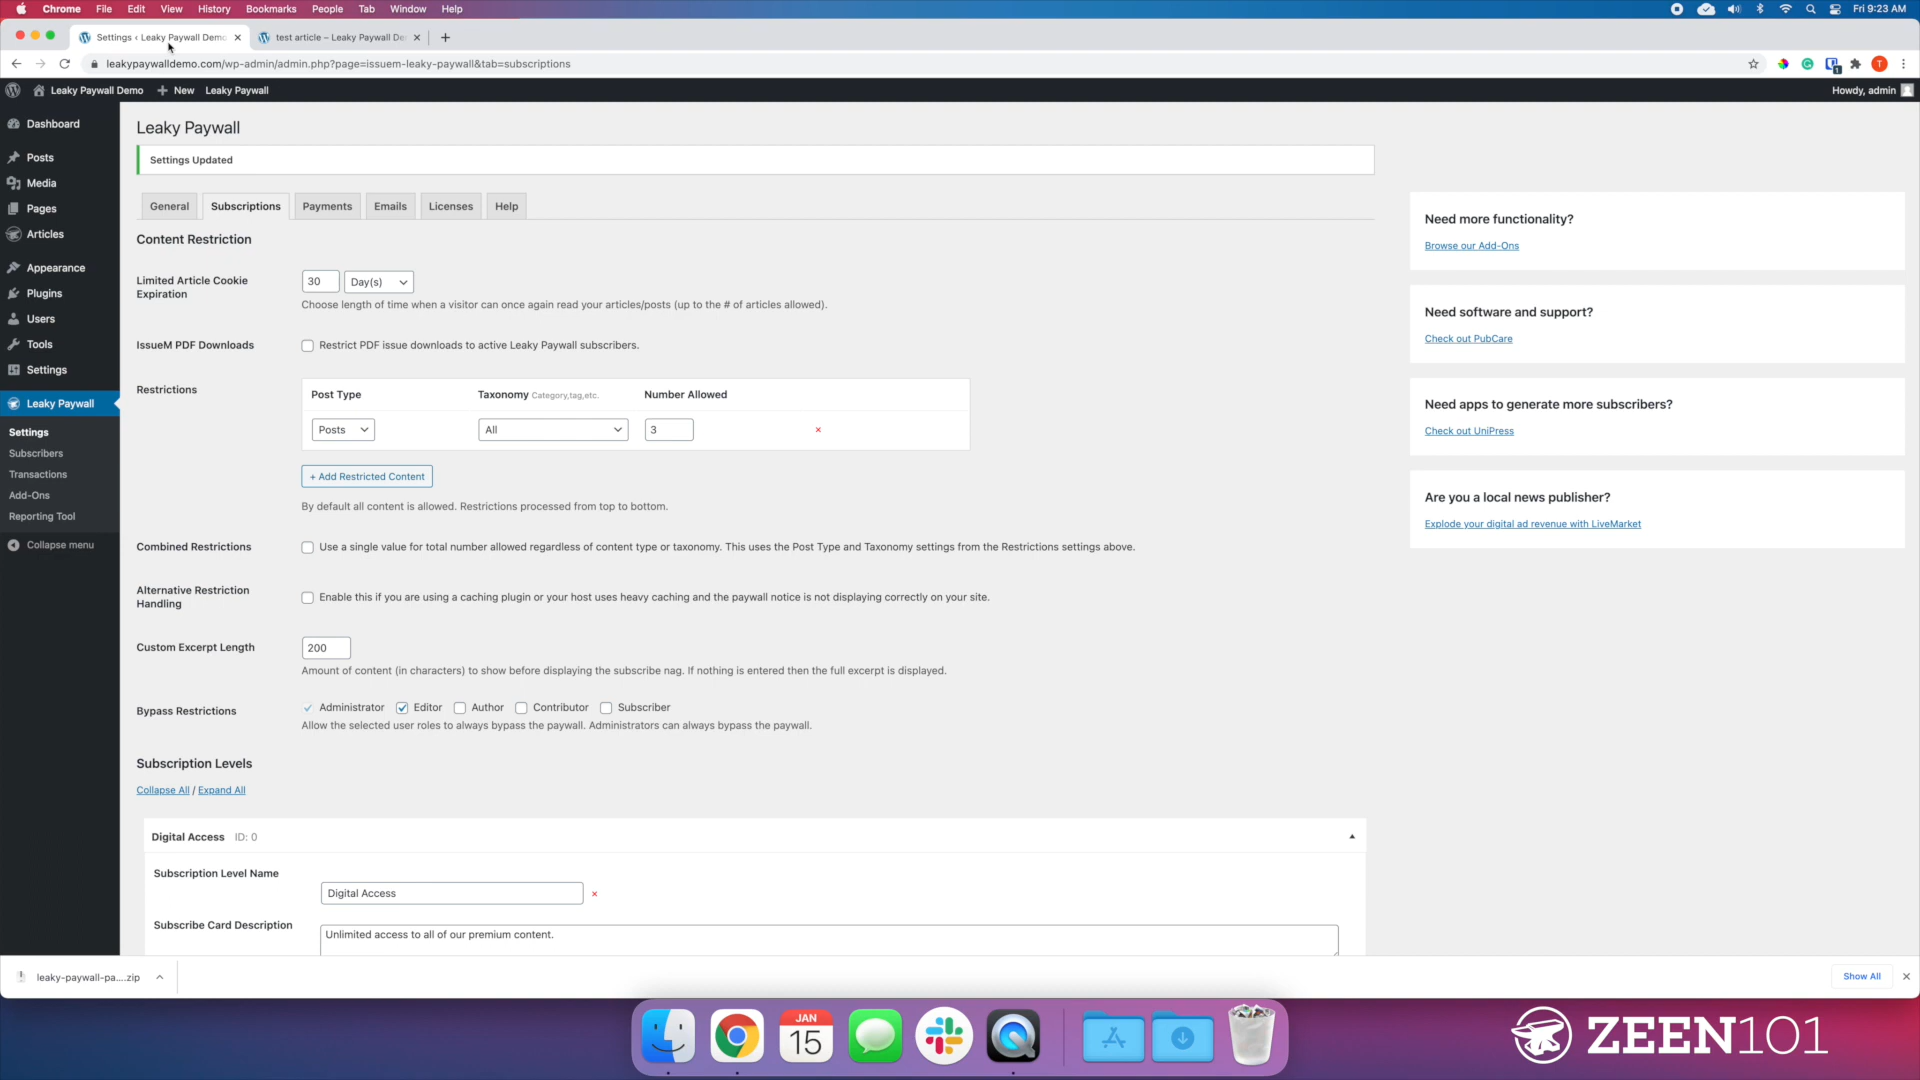 Chrome File Edit View History Bookmarks People Tab Window Help
Fri 9:23 AM
Settings ‹ Leaky Paywall Demo
test article – Leaky Paywall De
leakypaywalldemo.com/wp-admin/admin.php?page=issuem-leaky-paywall&tab=subscriptions
1
T
Leaky Paywall Demo
New
Leaky Paywall
Howdy, admin
Dashboard
Posts
Media
Pages
Articles
Appearance
Plugins
Users
Tools
Settings
Leaky Paywall
Settings
Subscribers
Transactions
Add-Ons
Reporting Tool
Collapse menu
Leaky Paywall
Settings Updated
General
Subscriptions
Payments
Emails
Licenses
Help
Content Restriction
Limited Article Cookie
Expiration
30 Day(s)
Choose length of time when a visitor can once again read your articles/posts (up to the # of articles allowed).
IssueM PDF Downloads
Restrict PDF issue downloads to active Leaky Paywall subscribers.
Restrictions
Post Type Taxonomy Category,tag,etc. Number Allowed
Posts All 3 x
+ Add Restricted Content
By default all content is allowed. Restrictions processed from top to bottom.
Combined Restrictions
Use a single value for total number allowed regardless of content type or taxonomy. This uses the Post Type and Taxonomy settings from the Restrictions settings above.
Alternative Restriction
Handling
Enable this if you are using a caching plugin or your host uses heavy caching and the paywall notice is not displaying correctly on your site.
Custom Excerpt Length
200
Amount of content (in characters) to show before displaying the subscribe nag. If nothing is entered then the full excerpt is displayed.
Bypass Restrictions
Administrator Editor Author Contributor Subscriber
Allow the selected user roles to always bypass the paywall. Administrators can always bypass the paywall.
Subscription Levels
Collapse All / Expand All
Digital Access ID: 0
Subscription Level Name
Digital Access x
Subscribe Card Description
Unlimited access to all of our premium content.
Need more functionality?
Browse our Add-Ons
Need software and support?
Check out PubCare
Need apps to generate more subscribers?
Check out UniPress
Are you a local news publisher?
Explode your digital ad revenue with LiveMarket
leaky-paywall-pa....zip
Show All
JAN
15
ZEEN101